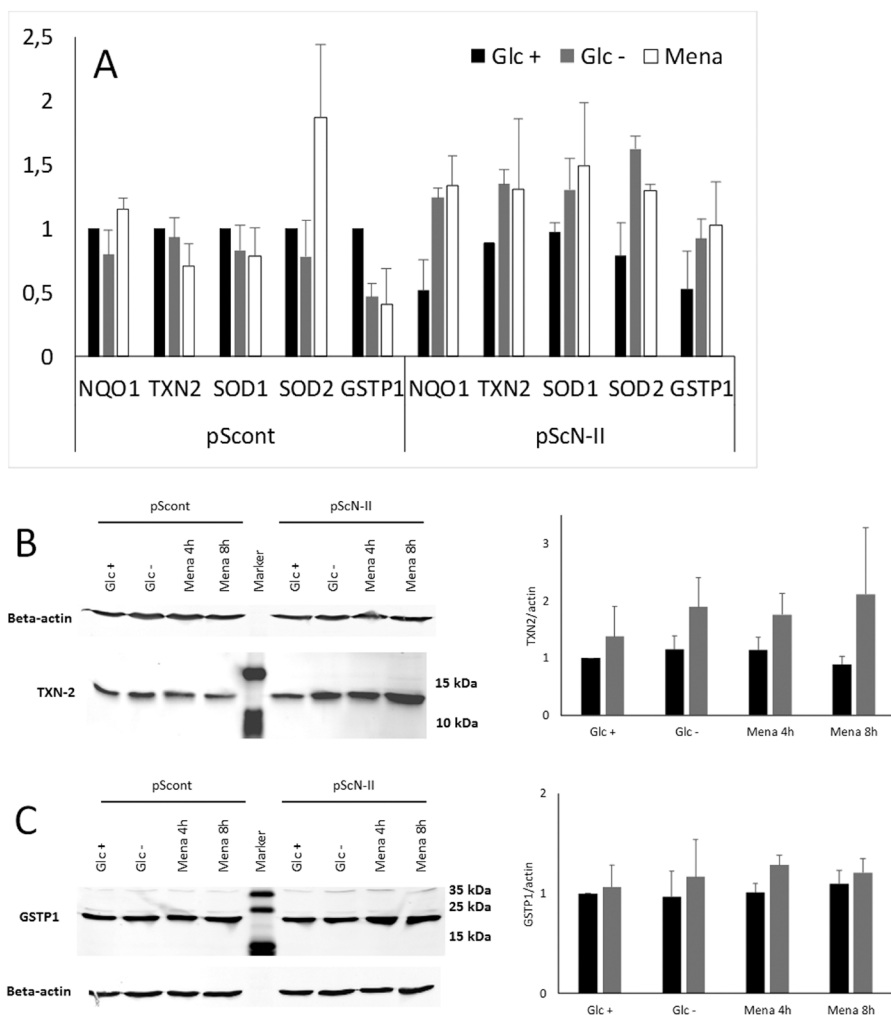 2,5
A
Glc + Glc - Mena
2
1,5
1
0,5
0
NQO1 TXN2 SOD1 SOD2 GSTP1 NQO1 TXN2 SOD1 SOD2 GSTP1
pScont pScN-II
B
pScont pScN-II
Glc + Glc - Mena 4h Mena 8h Marker Glc + Glc - Mena 4h Mena 8h
Beta-actin
TXN-2
15 kDa
10 kDa
TXN2/actin
3
2
1
0
Glc + Glc - Mena 4h Mena 8h
C
pScont pScN-II
Glc + Glc - Mena 4h Mena 8h Marker Glc + Glc - Mena 4h Mena 8h
GSTP1
35 kDa
25 kDa
15 kDa
Beta-actin
GSTP1/actin
2
1
0
Glc + Glc - Mena 4h Mena 8h